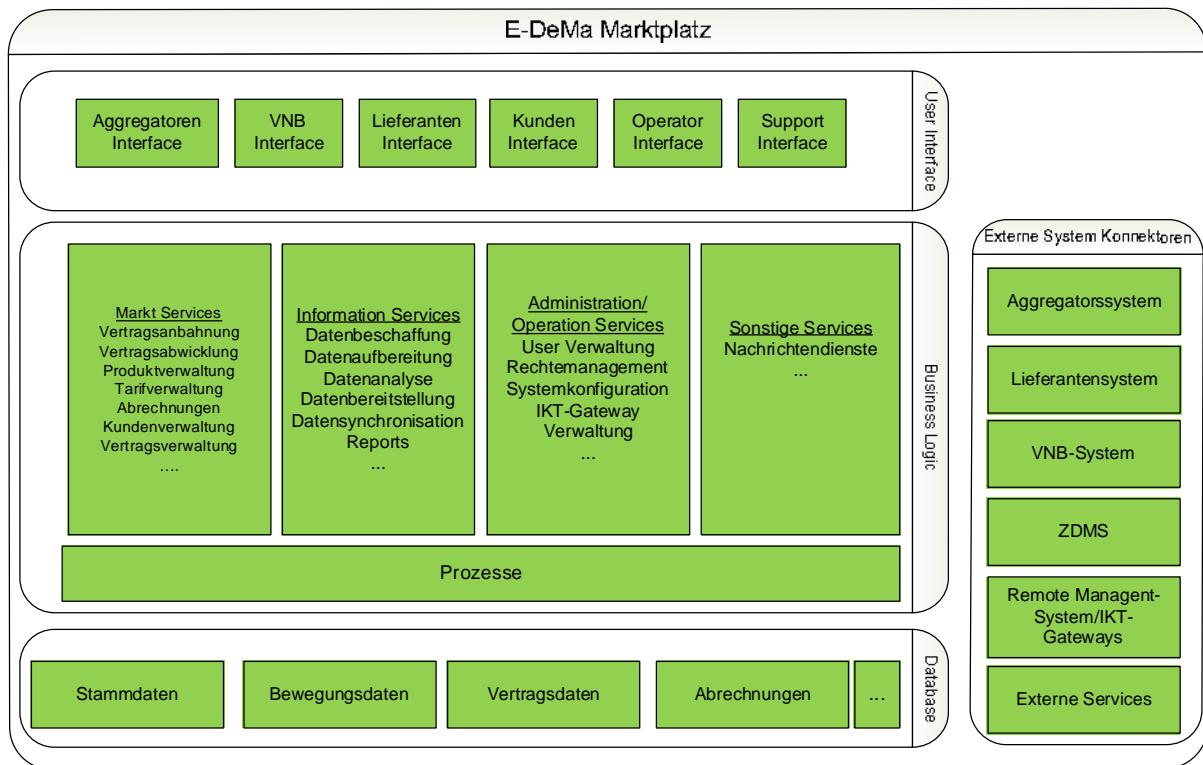 E-DeMa Marktplatz
Aggregatoren
Interface
VNB
Interface
Lieferanten
Interface
Kunden
Interface
Operator
Interface
Support
Interface
User Interface
Markt Services
Vertragsanbahnung
Vertragsabwicklung
Produktverwaltung
Tarifverwaltung
Abrechnungen
Kundenverwaltung
Vertragsverwaltung
....
Information Services
Datenbeschaffung
Datenaufbereitung
Datenanalyse
Datenbereitstellung
Datensynchronisation
Reports
...
Administration/
Operation Services
User Verwaltung
Rechtemanagement
Systemkonfiguration
IKT-Gateway
Verwaltung
...
Sonstige Services
Nachrichtendienste
...
Prozesse
Business Logic
Stammdaten
Bewegungsdaten
Vertragsdaten
Abrechnungen
...
Database
Externe System Konnektoren
Aggregatorssystem
Lieferantensystem
VNB-System
ZDMS
Remote Managent-
System/IKT-
Gateways
Externe Services